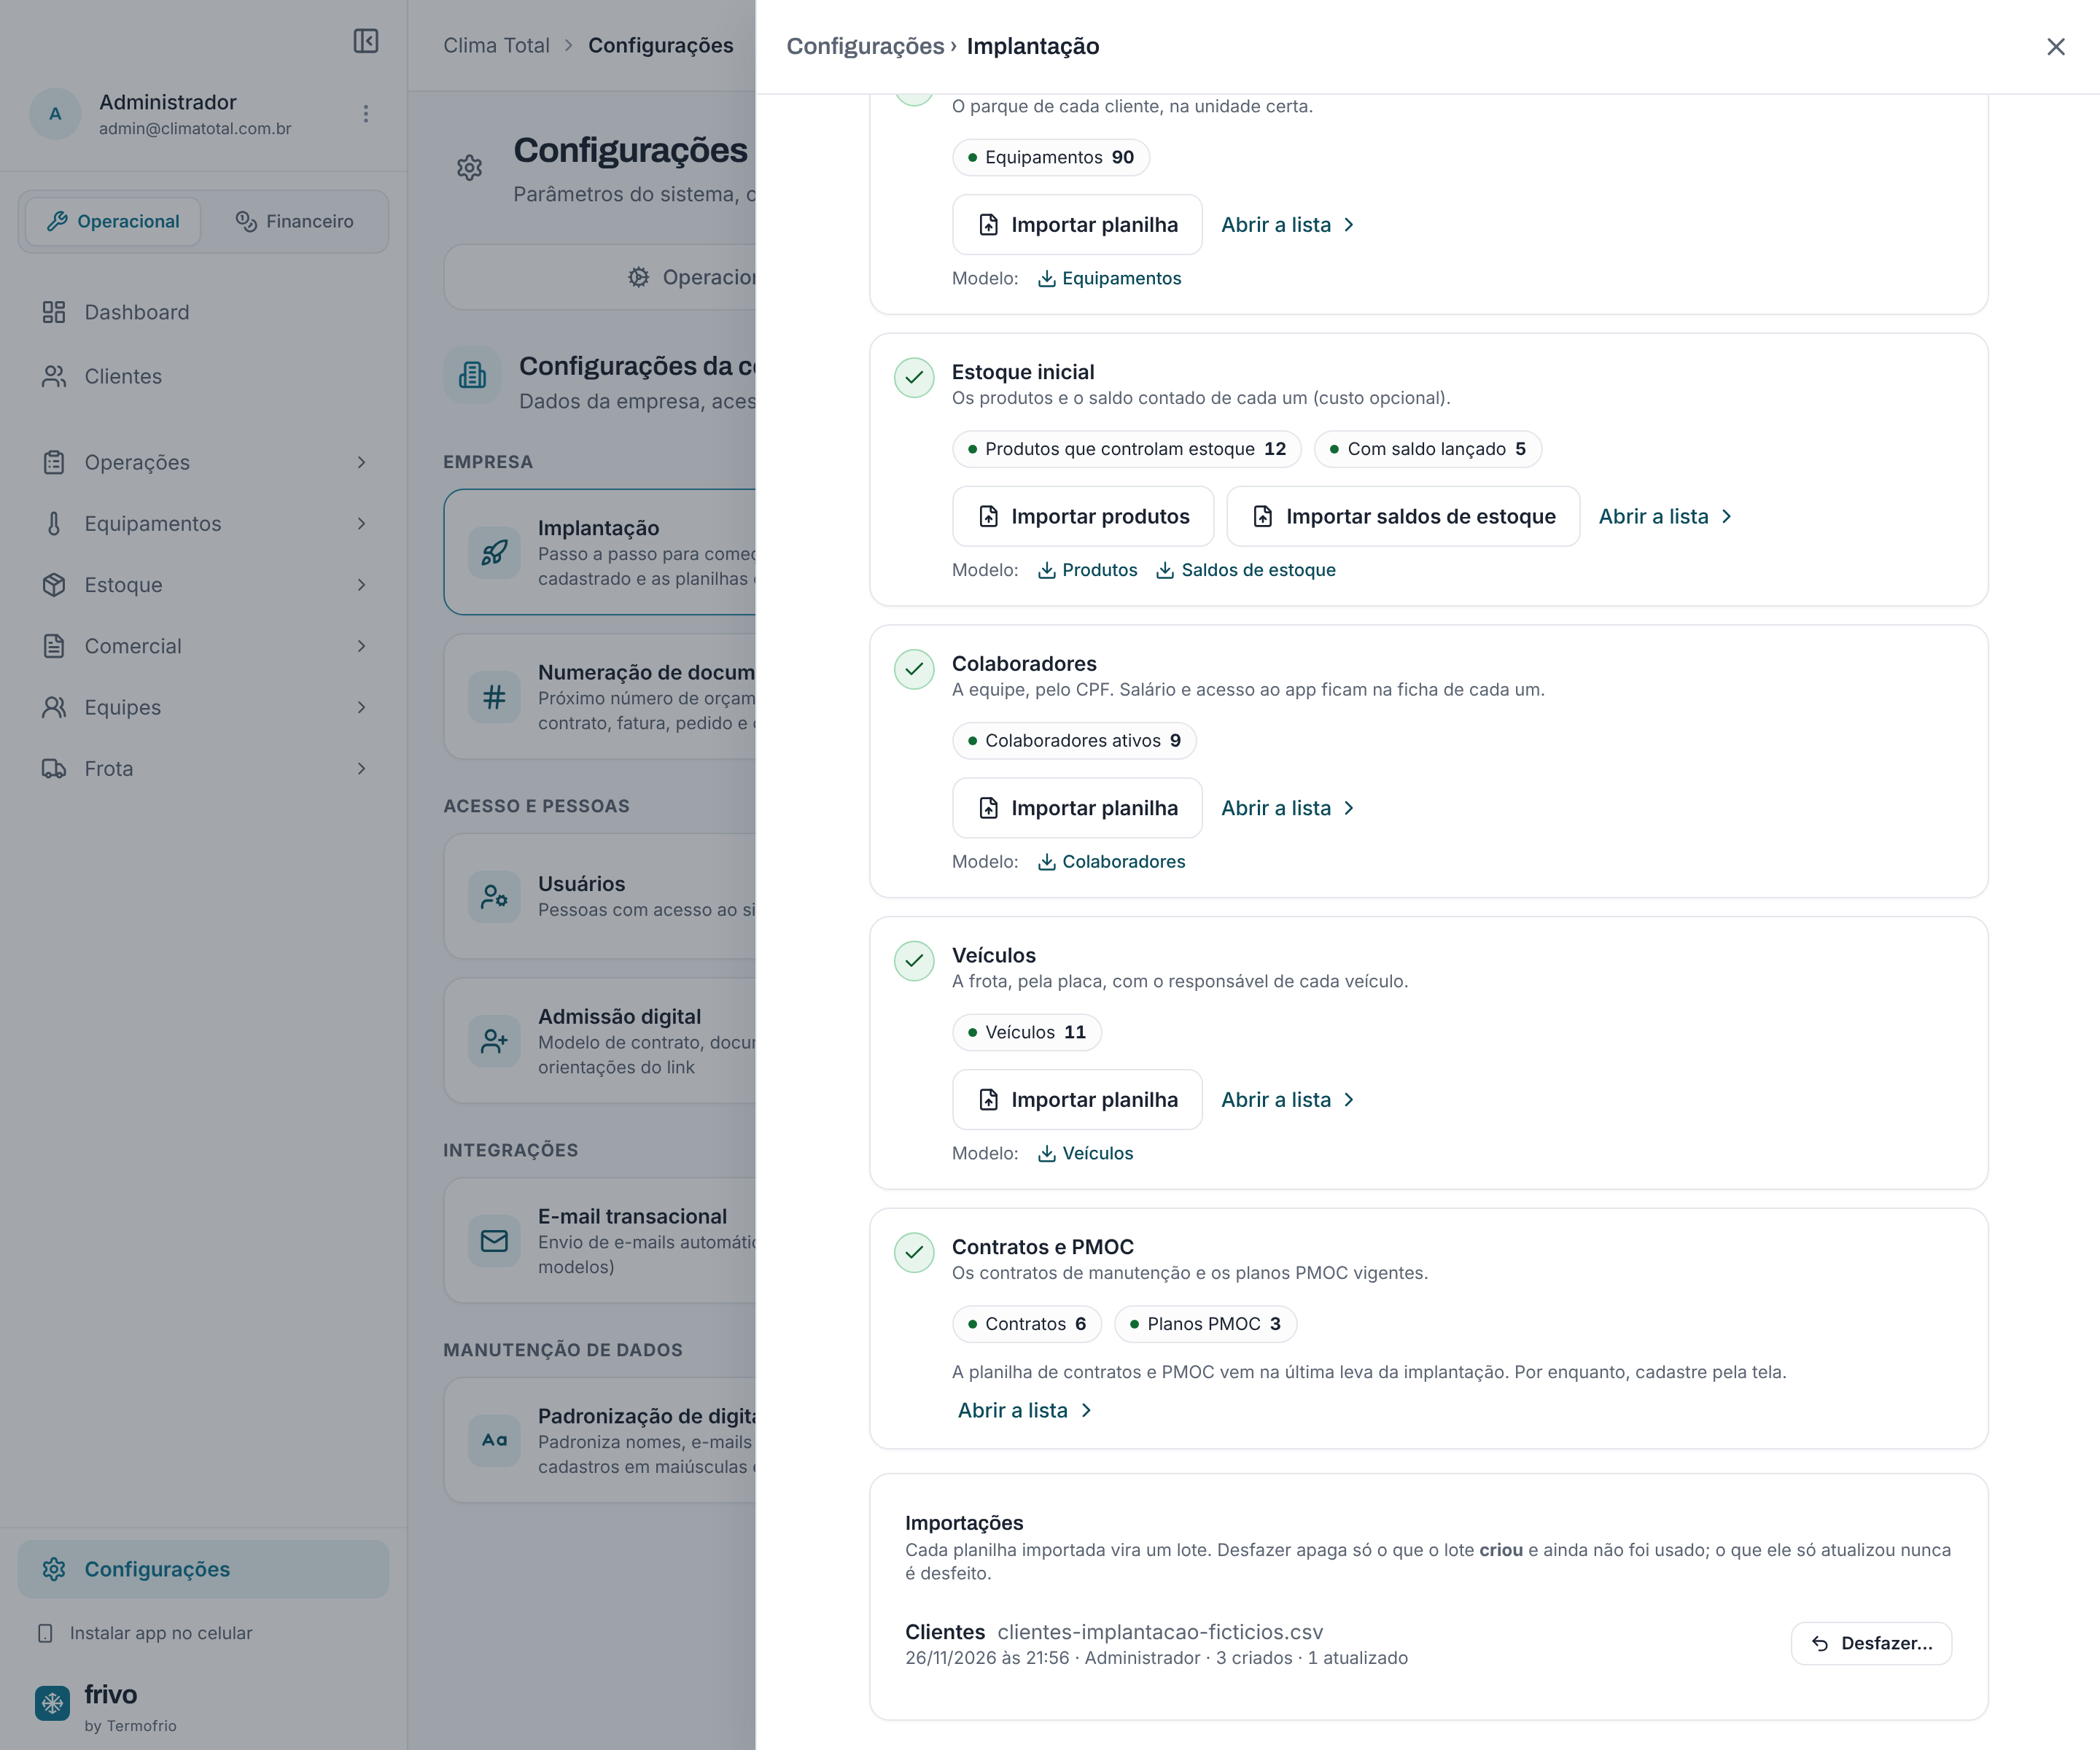 Administrador
admin@climatotal.com.br
Operacional
Financeiro
Dashboard
Clientes
Operações
Equipamentos
Estoque
Comercial
Equipes
Frota
Configurações
Instalar app no celular
frivo
by Termofrio
Clima Total > Configurações
Configurações
Parâmetros do sistema,
Configurações da
Dados da empresa,
EMPRESA
Implantação
Passo a passo para
cadastrado e as planilhas
Numeração de
Próximo número de
contrato, fatura, pedido e
ACESSO E PESSOAS
Usuários
Pessoas com acesso ao
Admissão digital
Modelo de contrato,
orientações do link
INTEGRAÇÕES
E-mail transacional
Envio de e-mails
modelos)
MANUTENÇÃO DE DADOS
Aa
Padronização de
Padroniza nomes, e-mails
cadastros em maiúsculas
Configurações › Implantação
O parque de cada cliente, na unidade certa.
Equipamentos 90
Importar planilha
Abrir a lista
Modelo: Equipamentos
Estoque inicial
Os produtos e o saldo contado de cada um (custo opcional).
Produtos que controlam estoque 12
Com saldo lançado 5
Importar produtos
Importar saldos de estoque
Abrir a lista
Modelo: Produtos Saldos de estoque
Colaboradores
A equipe, pelo CPF. Salário e acesso ao app ficam na ficha de cada um.
Colaboradores ativos 9
Importar planilha
Abrir a lista
Modelo: Colaboradores
Veículos
A frota, pela placa, com o responsável de cada veículo.
Veículos 11
Importar planilha
Abrir a lista
Modelo: Veículos
Contratos e PMOC
Os contratos de manutenção e os planos PMOC vigentes.
Contratos 6
Planos PMOC 3
A planilha de contratos e PMOC vem na última leva da implantação. Por enquanto, cadastre pela tela.
Abrir a lista
Importações
Cada planilha importada vira um lote. Desfazer apaga só o que o lote criou e ainda não foi usado; o que ele só atualizou nunca
é desfeito.
Clientes clientes-implantacao-ficticios.csv
26/11/2026 às 21:56 · Administrador · 3 criados · 1 atualizado
Desfazer...